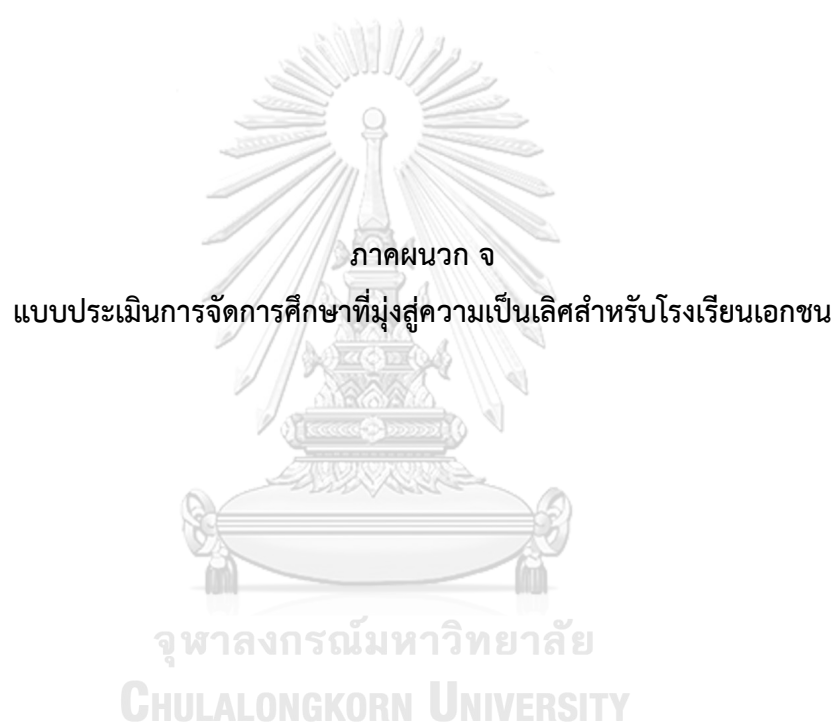 ภาคผนวก จ
แบบประเมินการจัดการศึกษาที่มุ่งสู่ความเป็นเลิศสำหรับโรงเรียนเอกชน
จุฬาลงกรณ์มหาวิทยาลัย
CHULALONGKORN UNIVERSITY